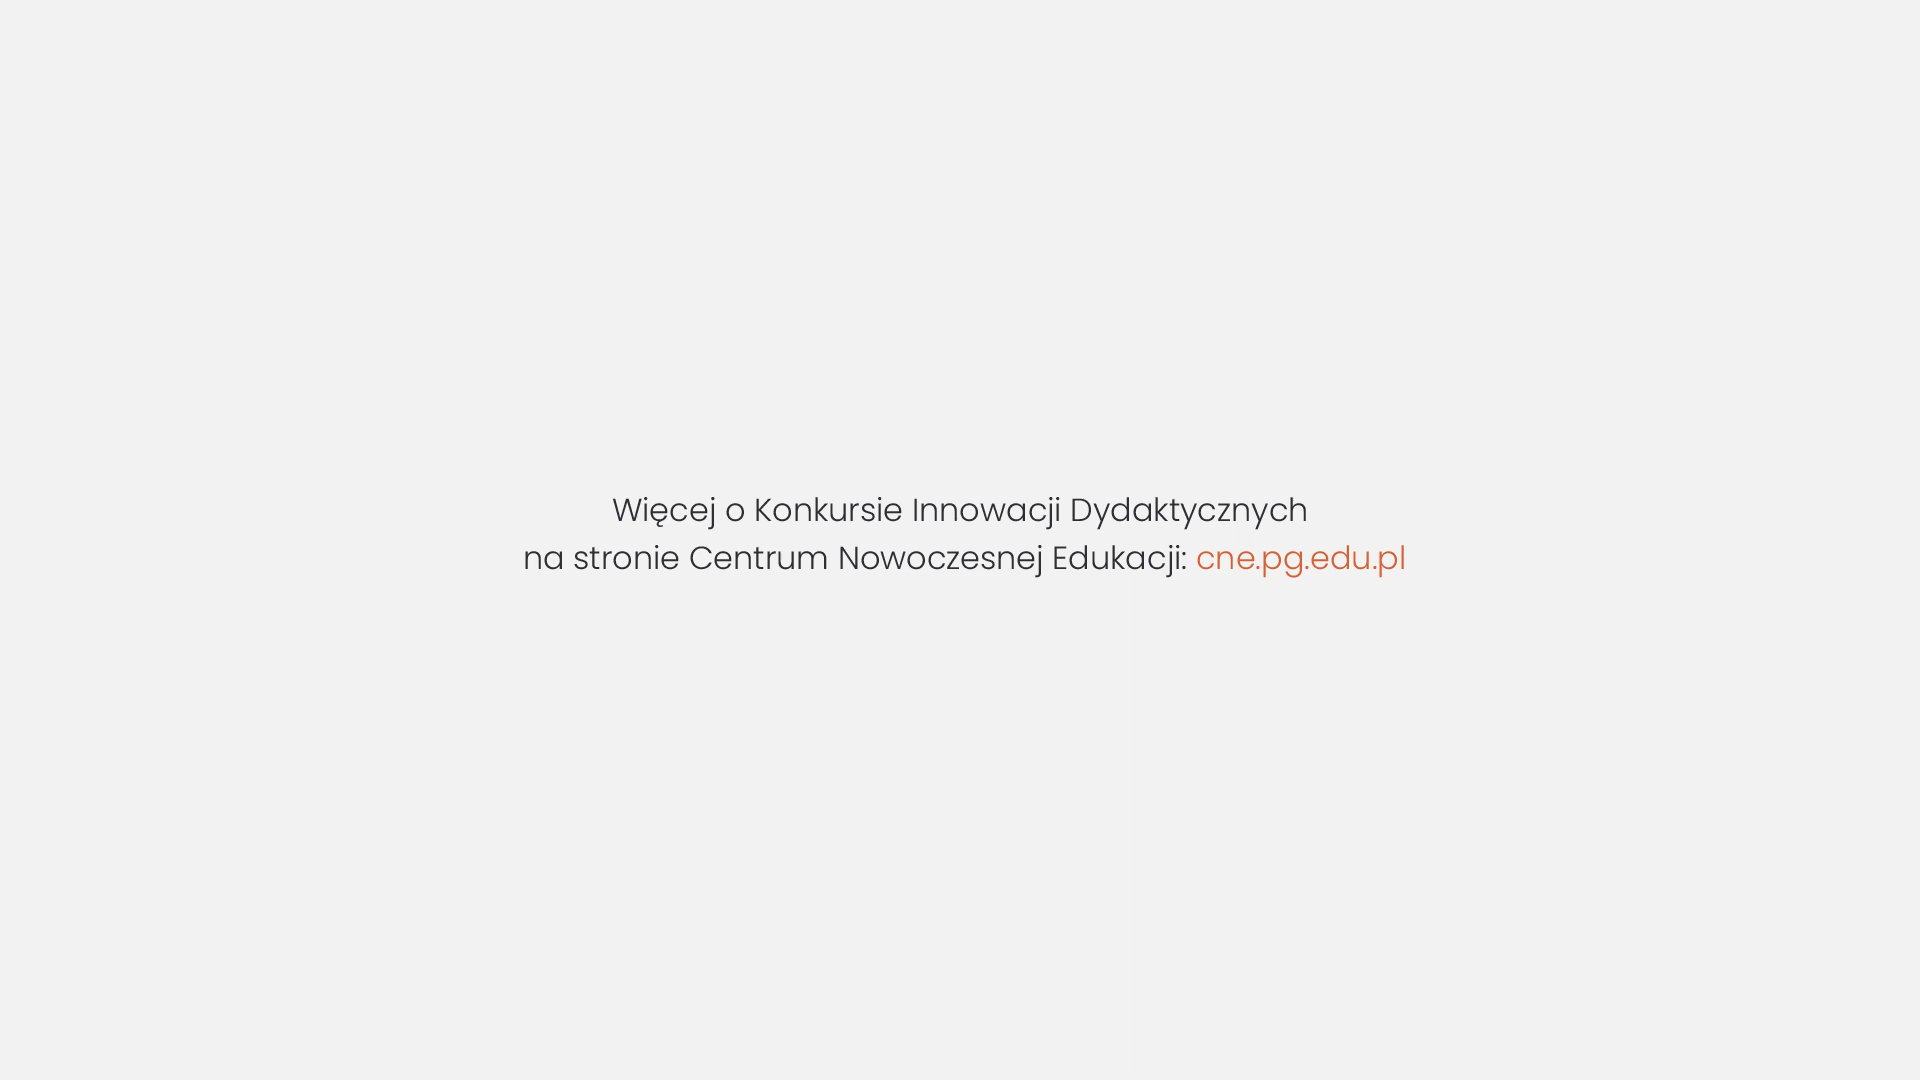 Więcej o Konkursie Innowacji Dydaktycznych
na stronie Centrum Nowoczesnej Edukacji: cne.pg.edu.pl